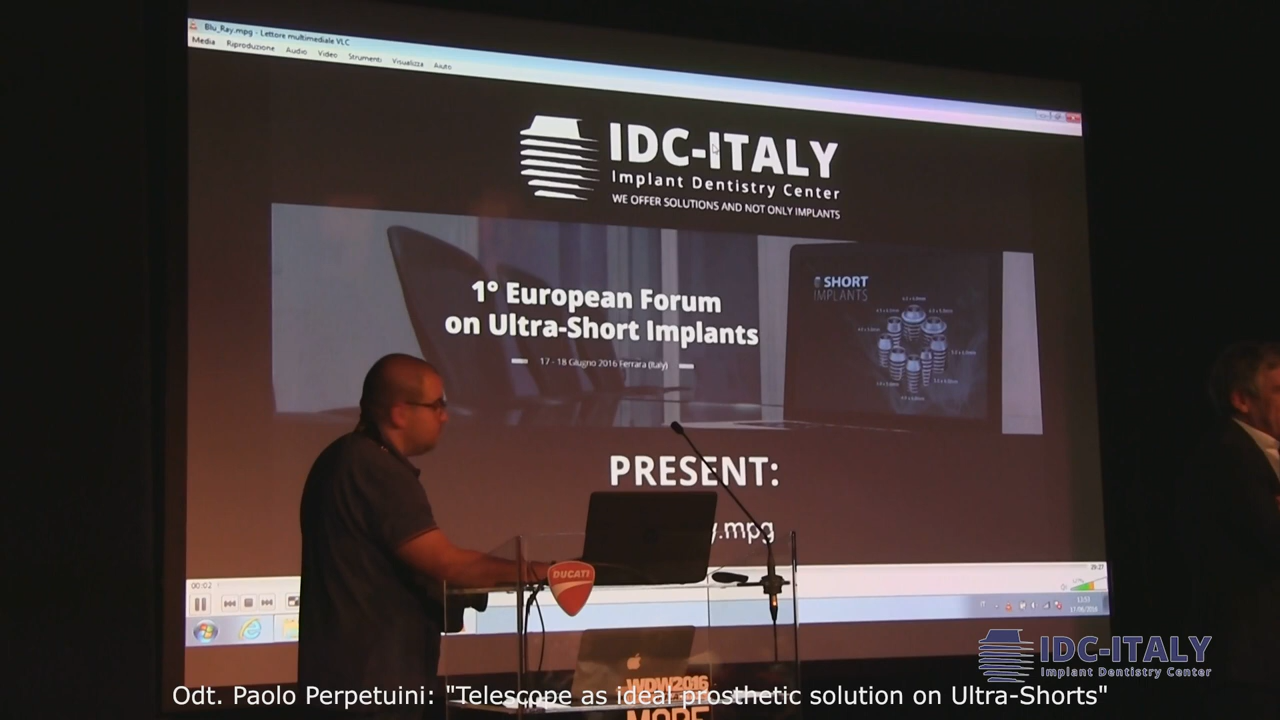 Blu_Ray.mpg - Lettore multimediale VLC
Media Riproduzione Audio Video Strumenti Visualizza Aiuto
IDC-ITALY
Implant Dentistry Center
WE OFFER SOLUTIONS AND NOT ONLY IMPLANTS
1° European Forum
on Ultra-Short Implants
17 - 18 Giugno 2016 Ferrara (Italy)
SHORT
IMPLANTS
PRESENT:
.mpg
00:02
DUCATI
WDW2016
MORE
IDC-ITALY
Implant Dentistry Center
Odt. Paolo Perpetuini: "Telescope as ideal prosthetic solution on Ultra-Shorts"